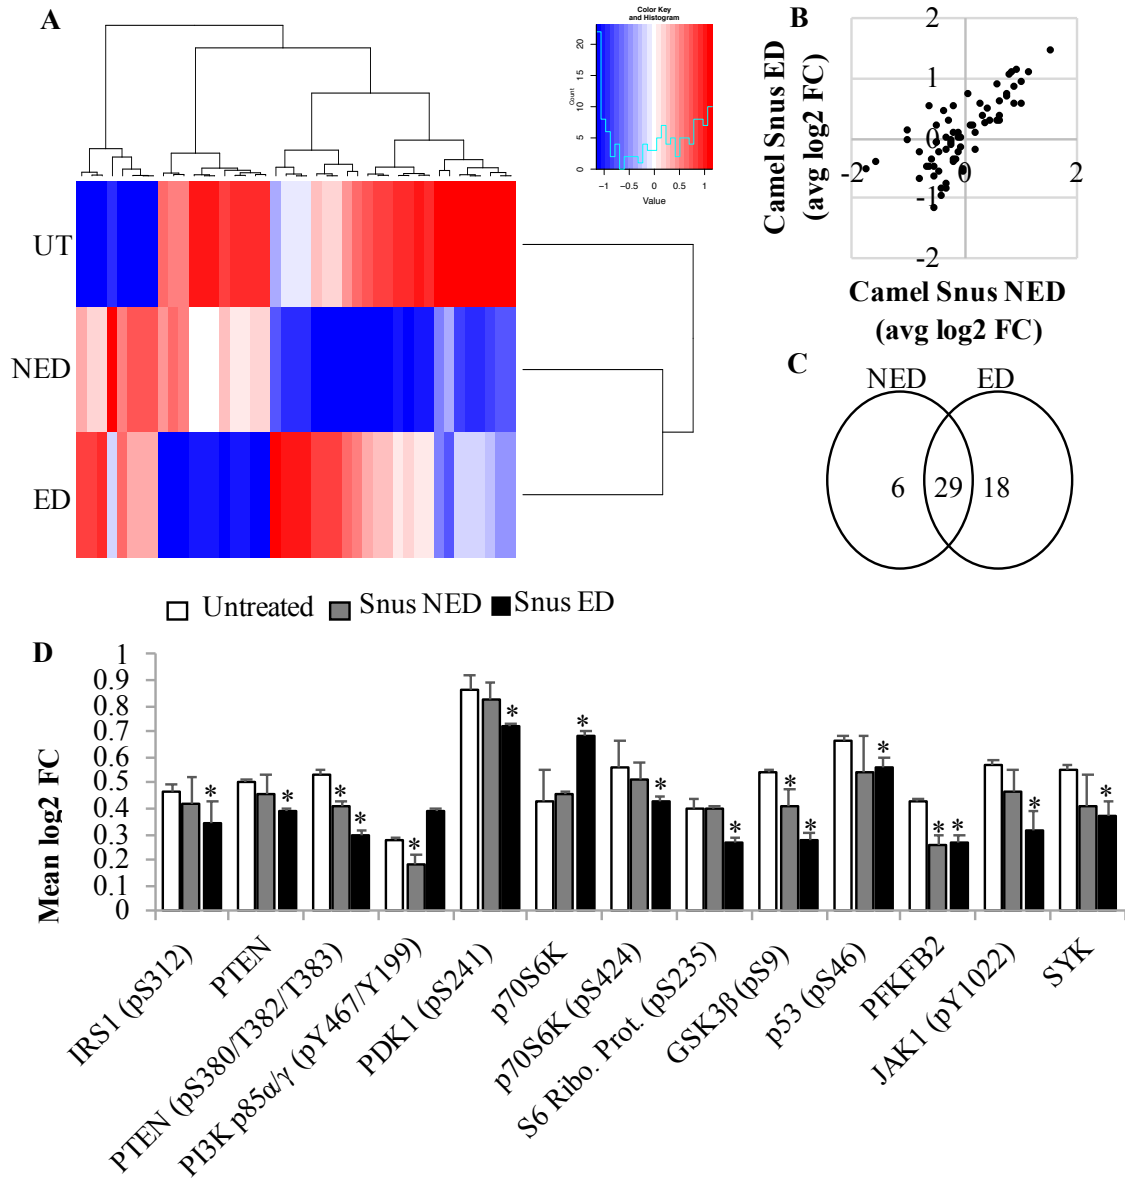 A
UT
NED
ED
Color Key
and Histogram
Count
0 5 10 15 20
-1 -0.5 0 0.5 1
Value
B
Camel Snus ED
(avg log2 FC)
2
1
0
-1
-2
-2 0 2
Camel Snus NED
(avg log2 FC)
C
NED ED
6 29 18
Untreated Snus NED Snus ED
D
Mean log2 FC
1
0.9
0.8
0.7
0.6
0.5
0.4
0.3
0.2
0.1
0
* * * * * * * * * * * * * * * *
IRS1 (pS312)
PTEN
PTEN (pS380/T382/T383)
PI3K p85α/γ (pY467/Y199)
PDK1 (pS241)
p70S6K
p70S6K (pS424)
S6 Ribo. Prot. (pS235)
GSK3β (pS9)
p53 (pS46)
PFKFB2
JAK1 (pY1022)
SYK